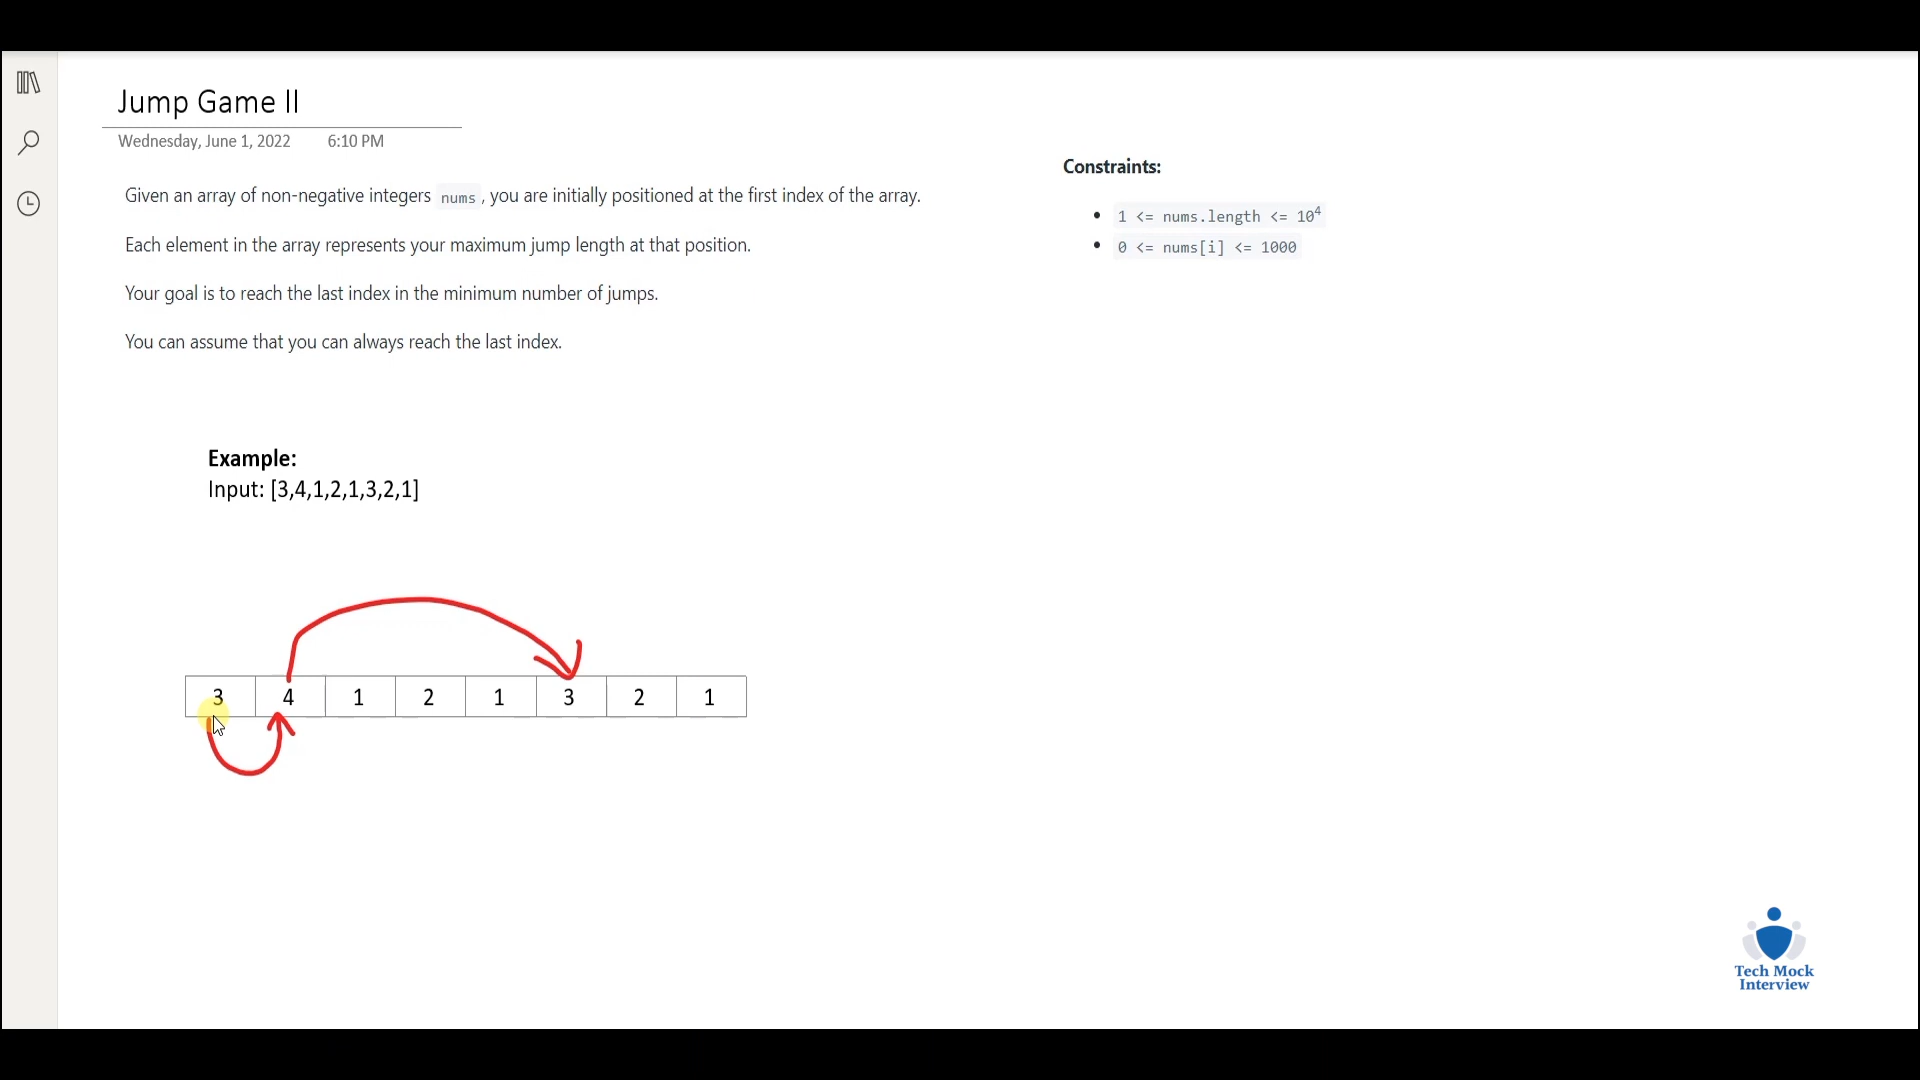 Jump Game II
Wednesday, June 1, 2022 6:10 PM
Given an array of non-negative integers nums , you are initially positioned at the first index of the array.
Each element in the array represents your maximum jump length at that position.
Your goal is to reach the last index in the minimum number of jumps.
You can assume that you can always reach the last index.
Constraints:
• 1 <= nums.length <= 10⁴
• 0 <= nums[i] <= 1000
Example:
Input: [3,4,1,2,1,3,2,1]
3 4 1 2 1 3 2 1
Tech Mock
Interview